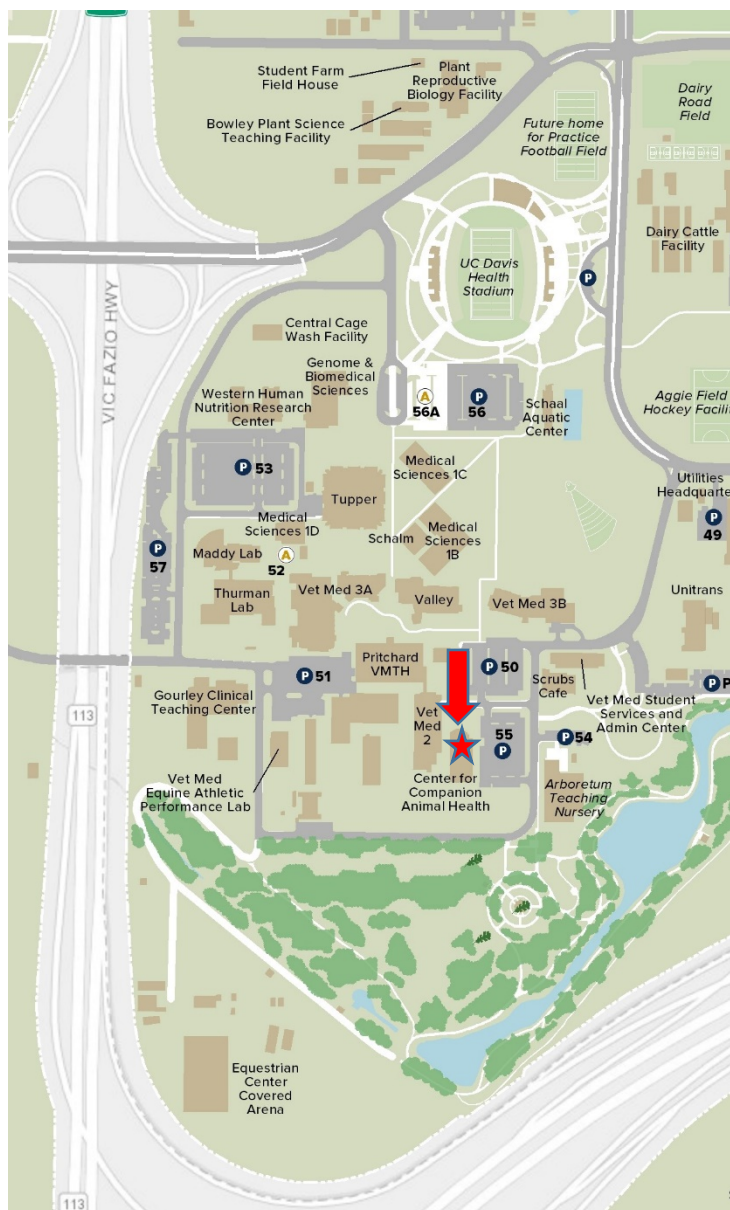 Student Farm
Field House
Plant
Reproductive
Biology Facility
Bowley Plant Science
Teaching Facility
Future home
for Practice
Football Field
Dairy
Road
Field
Dairy Cattle
Facility
UC Davis
Health
Stadium
P
VIC FAZIO HWY
Central Cage
Wash Facility
Genome &
Biomedical
Sciences
Western Human
Nutrition Research
Center
A
56A
P
56
Schaal
Aquatic
Center
Aggie Field
Hockey Facilit
P 53
Medical
Sciences 1C
Tupper
Utilities
Headquarte
P
49
Medical
Sciences 1D
Schalm
Medical
Sciences
1B
P
57
Maddy Lab
A
52
Thurman
Lab
Vet Med 3A
Valley
Vet Med 3B
Unitrans
P 51
Pritchard
VMTH
P 50
Scrubs
Cafe
P P
Gourley Clinical
Teaching Center
Vet
Med
2
55
P
P 54
Vet Med Student
Services and
Admin Center
113
Vet Med
Equine Athletic
Performance Lab
Center for
Companion
Animal Health
Arboretum
Teaching
Nursery
Equestrian
Center
Covered
Arena
113